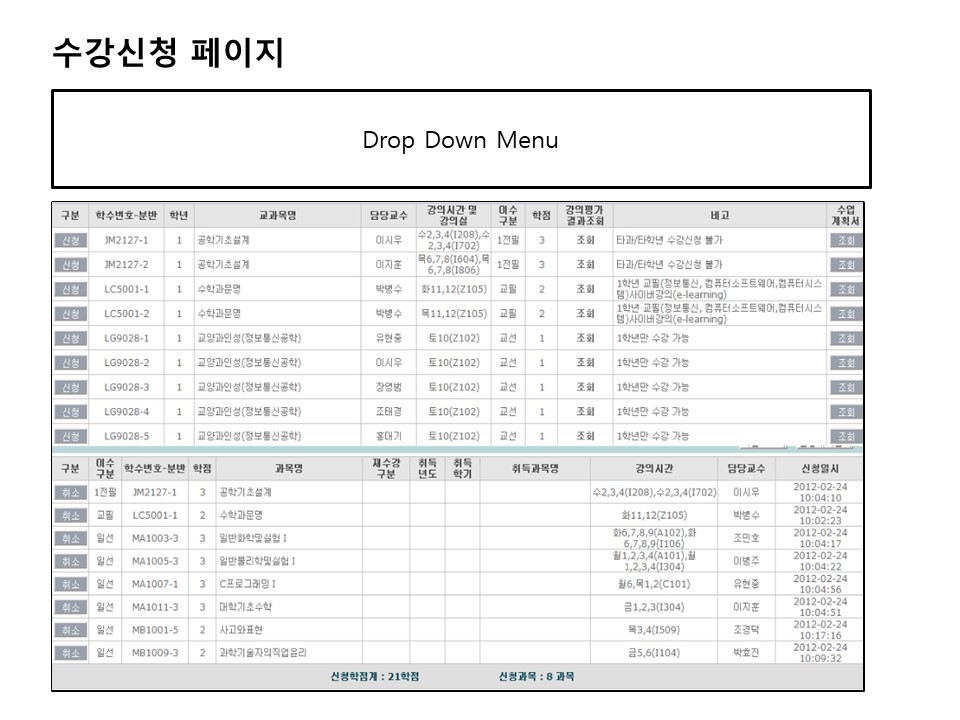 수강신청 페이지
Drop Down Menu
구분 학수번호-분반 학년 교과목명 담당교수 강의시간 및 강의실 이수구분 학점 강의평가 결과조회 비고 수업계획서
신청 JM2127-1 1 공학기초설계 이시우 수2,3,4(I208),수2,3,4(I702) 1전필 3 조회 타과/타학년 수강신청 불가 조회
신청 JM2127-2 1 공학기초설계 이지훈 목6,7,8(I604),목6,7,8(I806) 1전필 3 조회 타과/타학년 수강신청 불가 조회
신청 LC5001-1 1 수학과문명 박병수 화11,12(Z105) 교필 2 조회 1학년 교필(정보통신, 컴퓨터소프트웨어,컴퓨터시스템)사이버강의(e-learning) 조회
신청 LC5001-2 1 수학과문명 박병수 목11,12(Z105) 교필 2 조회 1학년 교필(정보통신, 컴퓨터소프트웨어,컴퓨터시스템)사이버강의(e-learning) 조회
신청 LG9028-1 1 교양과인성(정보통신공학) 유현중 토10(Z102) 교선 1 조회 1학년만 수강 가능 조회
신청 LG9028-2 1 교양과인성(정보통신공학) 이시우 토10(Z102) 교선 1 조회 1학년만 수강 가능 조회
신청 LG9028-3 1 교양과인성(정보통신공학) 장영범 토10(Z102) 교선 1 조회 1학년만 수강 가능 조회
신청 LG9028-4 1 교양과인성(정보통신공학) 조태경 토10(Z102) 교선 1 조회 1학년만 수강 가능 조회
신청 LG9028-5 1 교양과인성(정보통신공학) 홍대기 토10(Z102) 교선 1 조회 1학년만 수강 가능 조회
구분 이수구분 학수번호-분반 학점 과목명 재수강구분 취득년도 취득학기 취득과목명 강의시간 담당교수 신청일시
취소 1전필 JM2127-1 3 공학기초설계 수2,3,4(I208),수2,3,4(I702) 이시우 2012-02-24 10:04:10
취소 교필 LC5001-1 2 수학과문명 화11,12(Z105) 박병수 2012-02-24 10:02:23
취소 일선 MA1003-3 3 일반화학및실험 I 화6,7,8,9(A102),화6,7,8,9(I106) 조민호 2012-02-24 10:04:17
취소 일선 MA1005-3 3 일반물리학및실험 I 월1,2,3,4(A101),월1,2,3,4(I304) 이병주 2012-02-24 10:04:22
취소 일선 MA1007-1 3 C프로그래밍 I 월6,목1,2(C101) 유현중 2012-02-24 10:04:56
취소 일선 MA1011-3 3 대학기초수학 금1,2,3(I304) 이지훈 2012-02-24 10:04:51
취소 일선 MB1001-5 2 사고와표현 목3,4(I509) 조경덕 2012-02-24 10:17:16
취소 일선 MB1009-3 2 과학기술자의직업윤리 금5,6(I104) 박효진 2012-02-24 10:09:32
신청학점계 : 21학점 신청과목 : 8 과목